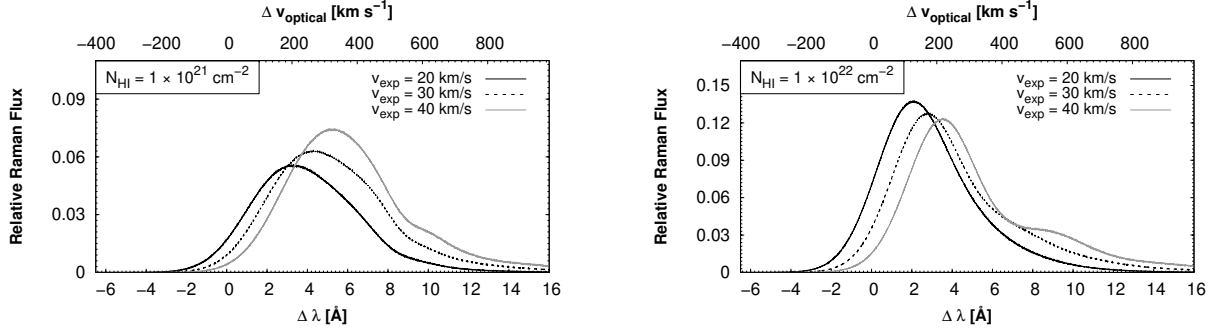 Δ v_optical [km s⁻¹]
−400 −200 0 200 400 600 800
N_HI = 1 × 10²¹ cm⁻²
v_exp = 20 km/s
v_exp = 30 km/s
v_exp = 40 km/s
Relative Raman Flux
0.09
0.06
0.03
0
−6 −4 −2 0 2 4 6 8 10 12 14 16
Δ λ [Å]
Δ v_optical [km s⁻¹]
−400 −200 0 200 400 600 800
N_HI = 1 × 10²² cm⁻²
v_exp = 20 km/s
v_exp = 30 km/s
v_exp = 40 km/s
Relative Raman Flux
0.15
0.12
0.09
0.06
0.03
0
−6 −4 −2 0 2 4 6 8 10 12 14 16
Δ λ [Å]